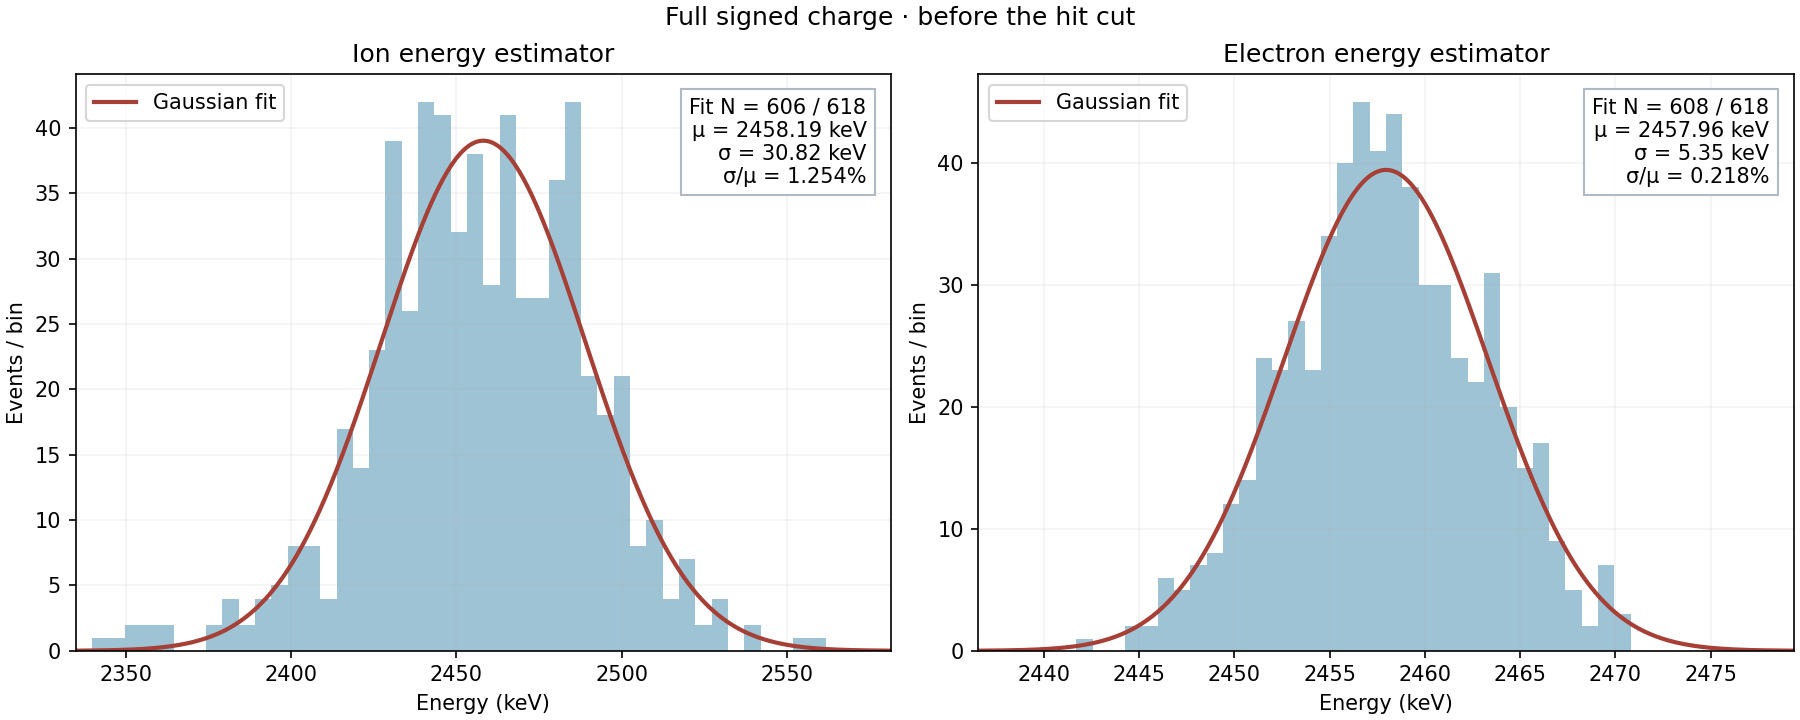 Full signed charge · before the hit cut
Ion energy estimator
Gaussian fit
Fit N = 606 / 618
μ = 2458.19 keV
σ = 30.82 keV
σ/μ = 1.254%
Events / bin
40
35
30
25
20
15
10
5
0
2350
2400
2450
2500
2550
Energy (keV)
Electron energy estimator
Gaussian fit
Fit N = 608 / 618
μ = 2457.96 keV
σ = 5.35 keV
σ/μ = 0.218%
Events / bin
40
30
20
10
0
2440
2445
2450
2455
2460
2465
2470
2475
Energy (keV)